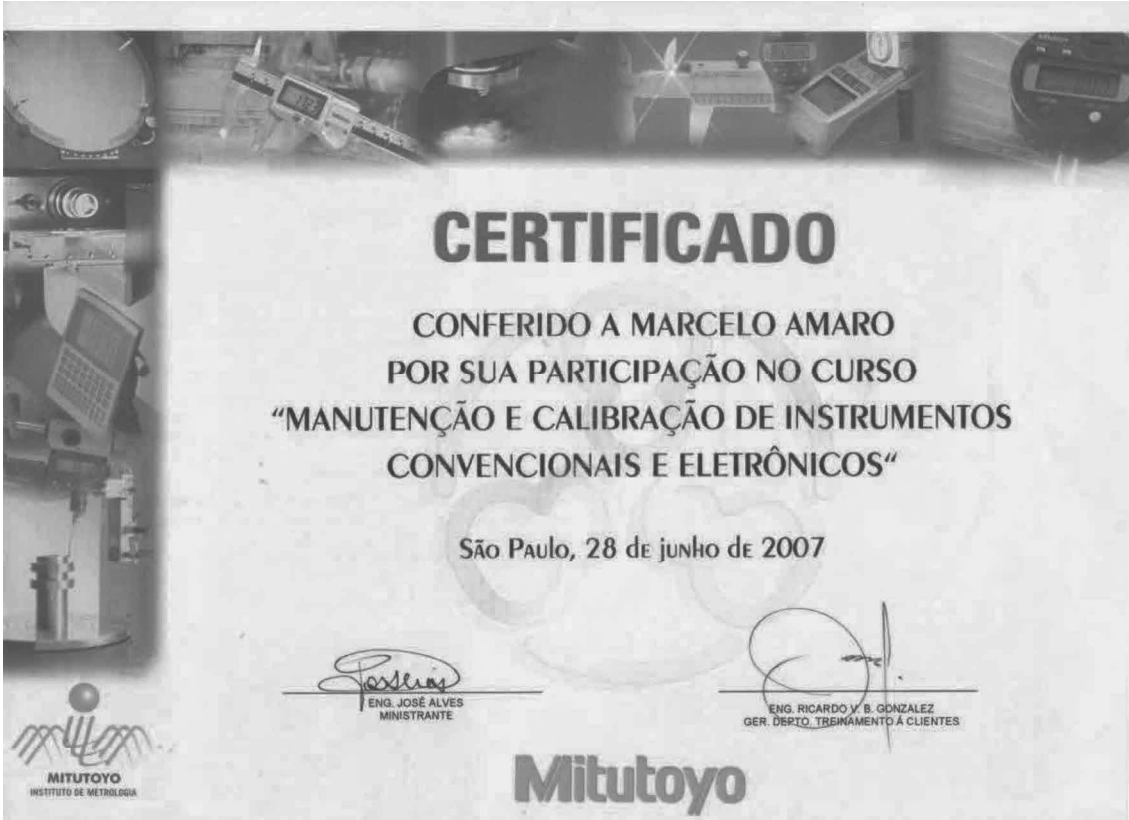 CERTIFICADO
CONFERIDO A MARCELO AMARO
POR SUA PARTICIPAÇÃO NO CURSO
“MANUTENÇÃO E CALIBRAÇÃO DE INSTRUMENTOS
CONVENCIONAIS E ELETRÔNICOS“
São Paulo, 28 de junho de 2007
ENG. JOSÉ ALVES
MINISTRANTE
ENG. RICARDO V. B. GONZALEZ
GER. DEPTO. TREINAMENTO Á CLIENTES
MITUTOYO
INSTITUTO DE METROLOGIA
Mitutoyo